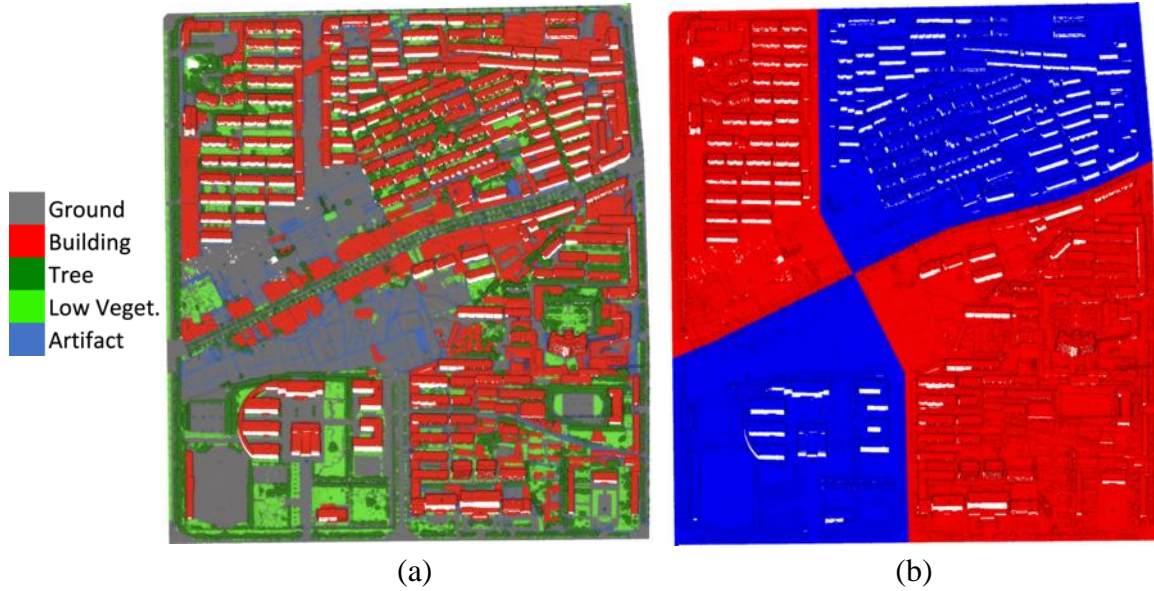 Ground
Building
Tree
Low Veget.
Artifact
(a)
(b)